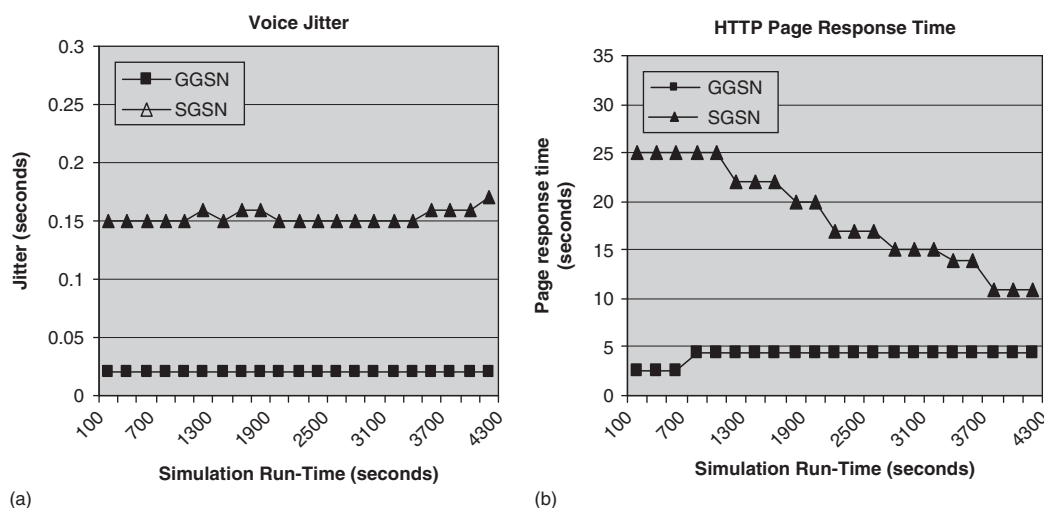 Voice Jitter
0.3
0.25
0.2
0.15
0.1
0.05
0
Jitter (seconds)
GGSN
SGSN
100
700
1300
1900
2500
3100
3700
4300
Simulation Run-Time (seconds)
(a)
HTTP Page Response Time
35
30
25
20
15
10
5
0
Page response time
(seconds)
GGSN
SGSN
100
700
1300
1900
2500
3100
3700
4300
Simulation Run-Time (seconds)
(b)